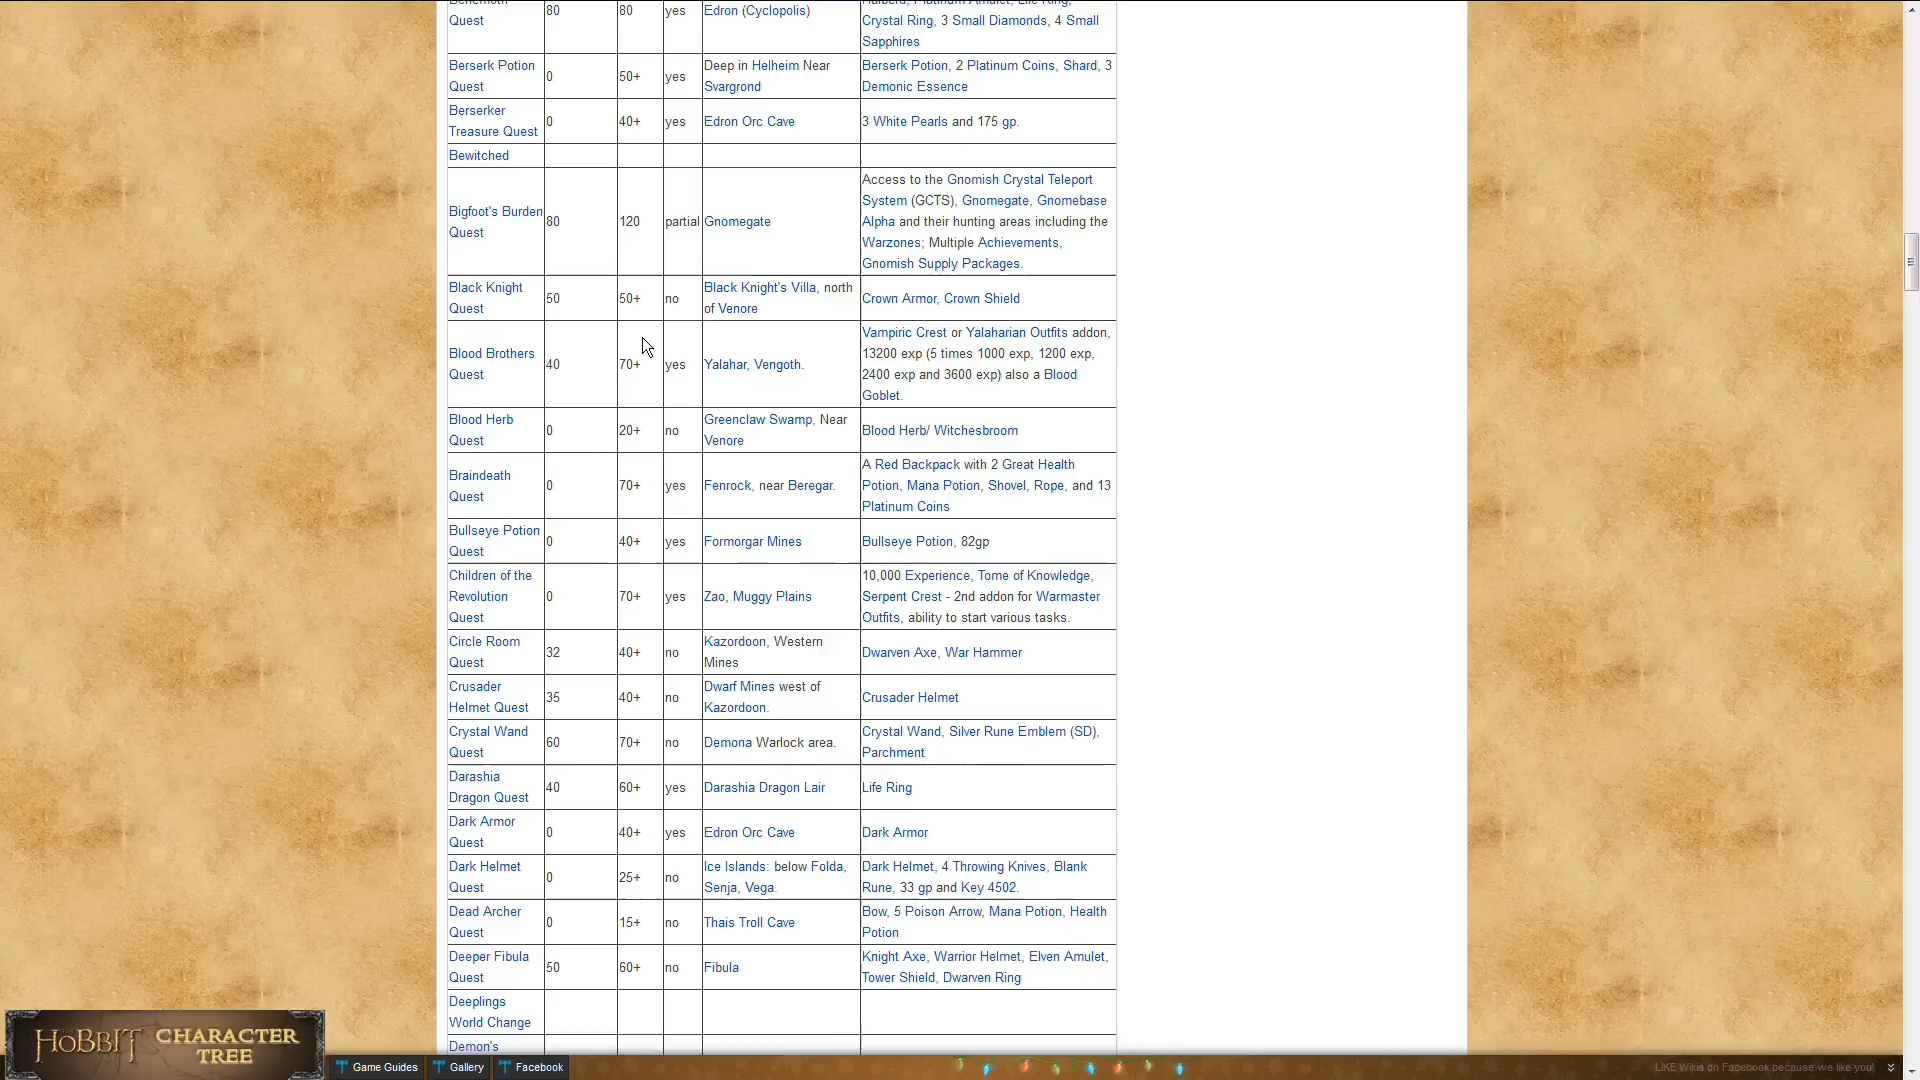 Quest 80 80 yes Edron (Cyclopolis) Halberd, Platinum Amulet, Life Ring,
Crystal Ring, 3 Small Diamonds, 4 Small
Sapphires
Berserk Potion
Quest 0 50+ yes Deep in Helheim Near
Svargrond Berserk Potion, 2 Platinum Coins, Shard, 3
Demonic Essence
Berserker
Treasure Quest 0 40+ yes Edron Orc Cave 3 White Pearls and 175 gp.
Bewitched
Bigfoot's Burden
Quest 80 120 partial Gnomegate Access to the Gnomish Crystal Teleport
System (GCTS), Gnomegate, Gnomebase
Alpha and their hunting areas including the
Warzones; Multiple Achievements,
Gnomish Supply Packages.
Black Knight
Quest 50 50+ no Black Knight's Villa, north
of Venore Crown Armor, Crown Shield
Blood Brothers
Quest 40 70+ yes Yalahar, Vengoth. Vampiric Crest or Yalaharian Outfits addon,
13200 exp (5 times 1000 exp, 1200 exp,
2400 exp and 3600 exp) also a Blood
Goblet.
Blood Herb
Quest 0 20+ no Greenclaw Swamp, Near
Venore Blood Herb/ Witchesbroom
Braindeath
Quest 0 70+ yes Fenrock, near Beregar. A Red Backpack with 2 Great Health
Potion, Mana Potion, Shovel, Rope, and 13
Platinum Coins
Bullseye Potion
Quest 0 40+ yes Formorgar Mines Bullseye Potion, 82gp
Children of the
Revolution
Quest 0 70+ yes Zao, Muggy Plains 10,000 Experience, Tome of Knowledge,
Serpent Crest - 2nd addon for Warmaster
Outfits, ability to start various tasks.
Circle Room
Quest 32 40+ no Kazordoon, Western
Mines Dwarven Axe, War Hammer
Crusader
Helmet Quest 35 40+ no Dwarf Mines west of
Kazordoon. Crusader Helmet
Crystal Wand
Quest 60 70+ no Demona Warlock area. Crystal Wand, Silver Rune Emblem (SD),
Parchment
Darashia
Dragon Quest 40 60+ yes Darashia Dragon Lair Life Ring
Dark Armor
Quest 0 40+ yes Edron Orc Cave Dark Armor
Dark Helmet
Quest 0 25+ no Ice Islands: below Folda,
Senja, Vega. Dark Helmet, 4 Throwing Knives, Blank
Rune, 33 gp and Key 4502.
Dead Archer
Quest 0 15+ no Thais Troll Cave Bow, 5 Poison Arrow, Mana Potion, Health
Potion
Deeper Fibula
Quest 50 60+ no Fibula Knight Axe, Warrior Helmet, Elven Amulet,
Tower Shield, Dwarven Ring
Deeplings
World Change
Demon's
THE HOBBIT CHARACTER
TREE
Game Guides Gallery Facebook LIKE Wikia on Facebook because we like you!